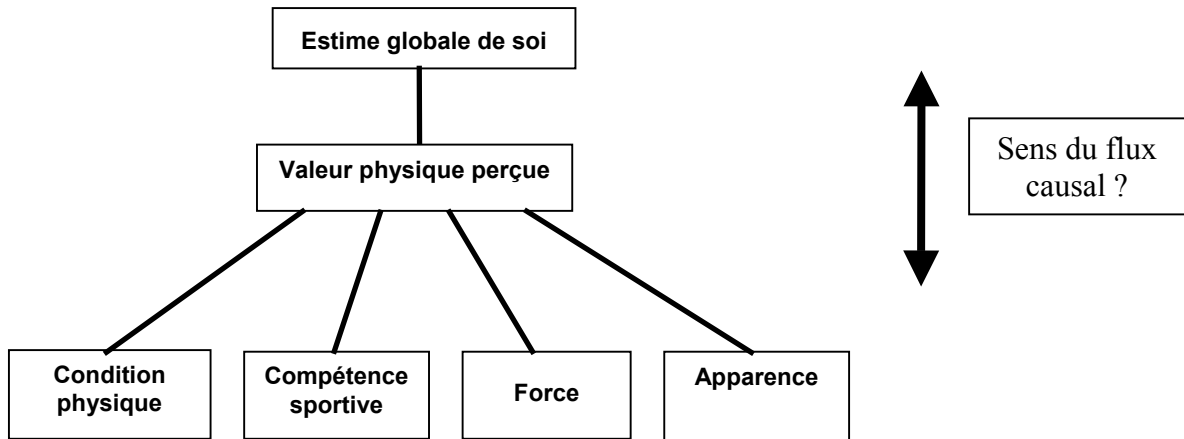 Estime globale de soi
Valeur physique perçue
Sens du flux
causal ?
Condition
physique
Compétence
sportive
Force
Apparence